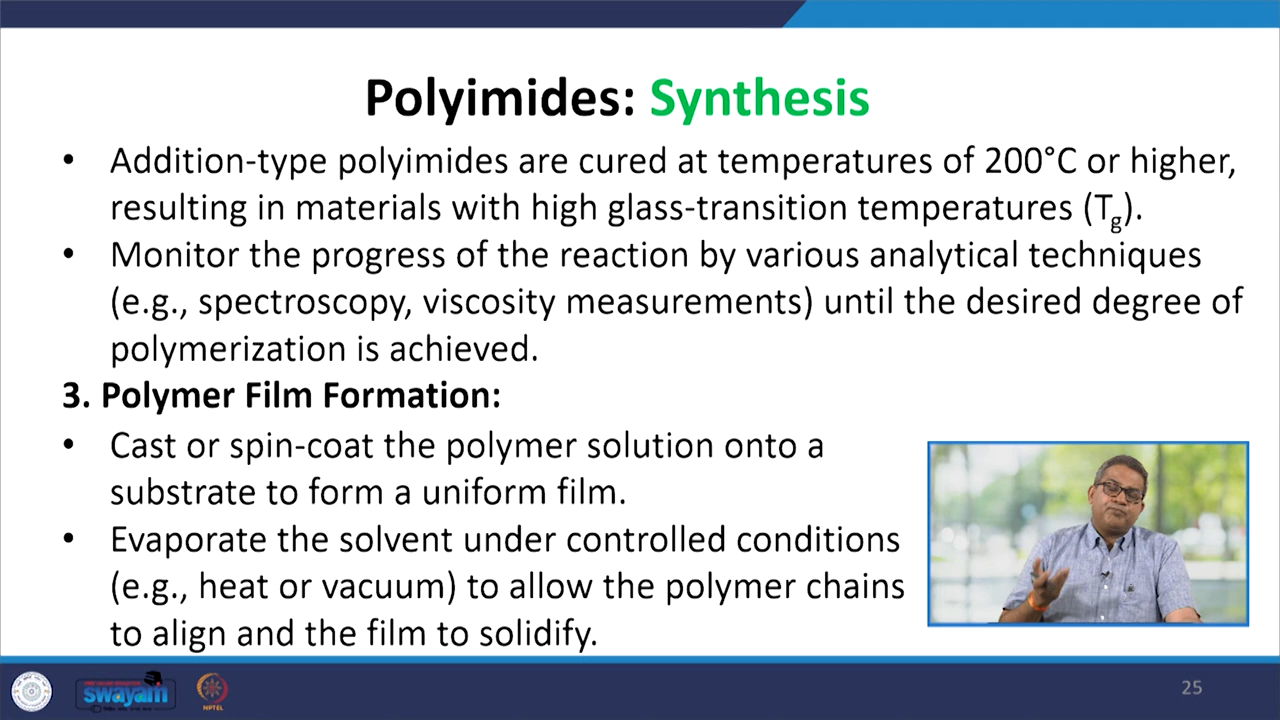 Polyimides: Synthesis
• Addition-type polyimides are cured at temperatures of 200°C or higher,
resulting in materials with high glass-transition temperatures (Tg).
• Monitor the progress of the reaction by various analytical techniques
(e.g., spectroscopy, viscosity measurements) until the desired degree of
polymerization is achieved.
3. Polymer Film Formation:
• Cast or spin-coat the polymer solution onto a
substrate to form a uniform film.
• Evaporate the solvent under controlled conditions
(e.g., heat or vacuum) to allow the polymer chains
to align and the film to solidify.
swayam
NPTEL
25